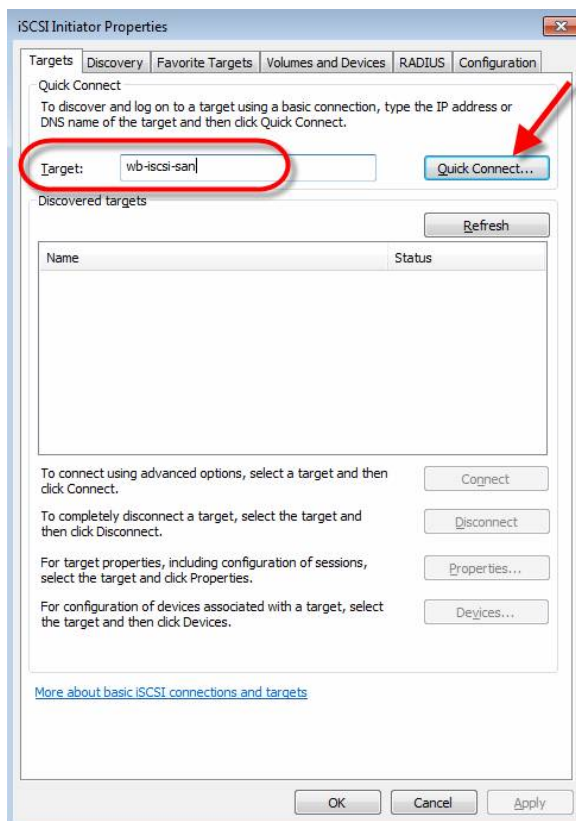 iSCSI Initiator Properties
Targets Discovery Favorite Targets Volumes and Devices RADIUS Configuration
Quick Connect
To discover and log on to a target using a basic connection, type the IP address or
DNS name of the target and then click Quick Connect.
Target: wb-iscsi-san Quick Connect...
Discovered targets
Refresh
Name Status
To connect using advanced options, select a target and then
click Connect.
Connect
To completely disconnect a target, select the target and
then click Disconnect.
Disconnect
For target properties, including configuration of sessions,
select the target and click Properties.
Properties...
For configuration of devices associated with a target, select
the target and then click Devices.
Devices...
More about basic iSCSI connections and targets
OK Cancel Apply